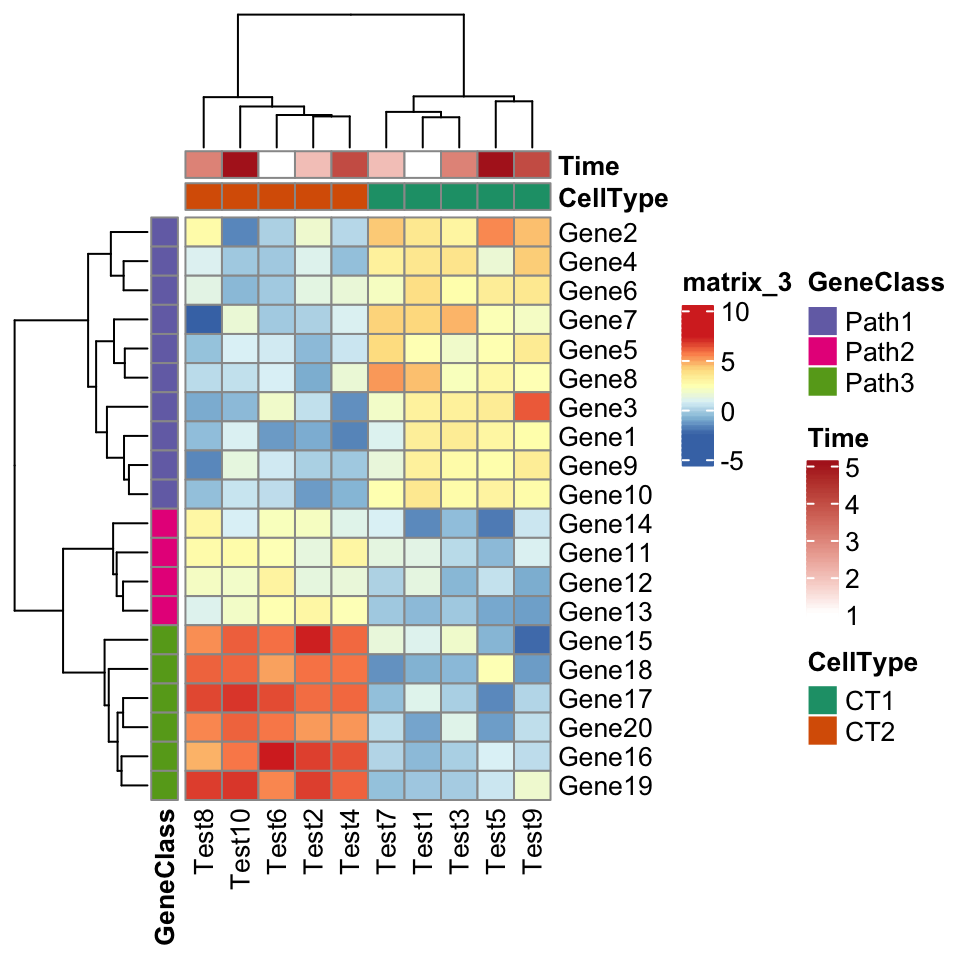 Time
CellType
Gene2
Gene4
Gene6
Gene7
Gene5
Gene8
Gene3
Gene1
Gene9
Gene10
Gene14
Gene11
Gene12
Gene13
Gene15
Gene18
Gene17
Gene20
Gene16
Gene19
GeneClass
Test8
Test10
Test6
Test2
Test4
Test7
Test1
Test3
Test5
Test9
matrix_3
10
5
0
-5
GeneClass
Path1
Path2
Path3
Time
5
4
3
2
1
CellType
CT1
CT2